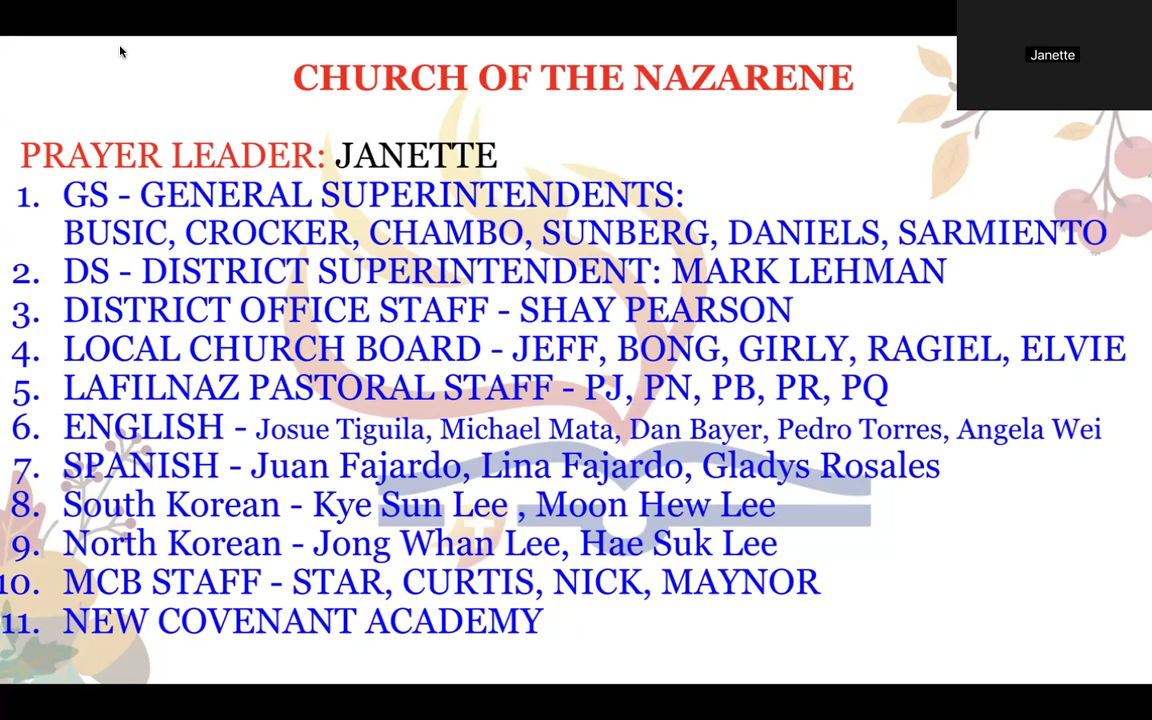 Janette
CHURCH OF THE NAZARENE
PRAYER LEADER: JANETTE
1. GS - GENERAL SUPERINTENDENTS:
BUSIC, CROCKER, CHAMBO, SUNBERG, DANIELS, SARMIENTO
2. DS - DISTRICT SUPERINTENDENT: MARK LEHMAN
3. DISTRICT OFFICE STAFF - SHAY PEARSON
4. LOCAL CHURCH BOARD - JEFF, BONG, GIRLY, RAGIEL, ELVIE
5. LAFILNAZ PASTORAL STAFF - PJ, PN, PB, PR, PQ
6. ENGLISH - Josue Tiguila, Michael Mata, Dan Bayer, Pedro Torres, Angela Wei
7. SPANISH - Juan Fajardo, Lina Fajardo, Gladys Rosales
8. South Korean - Kye Sun Lee , Moon Hew Lee
9. North Korean - Jong Whan Lee, Hae Suk Lee
10. MCB STAFF - STAR, CURTIS, NICK, MAYNOR
11. NEW COVENANT ACADEMY